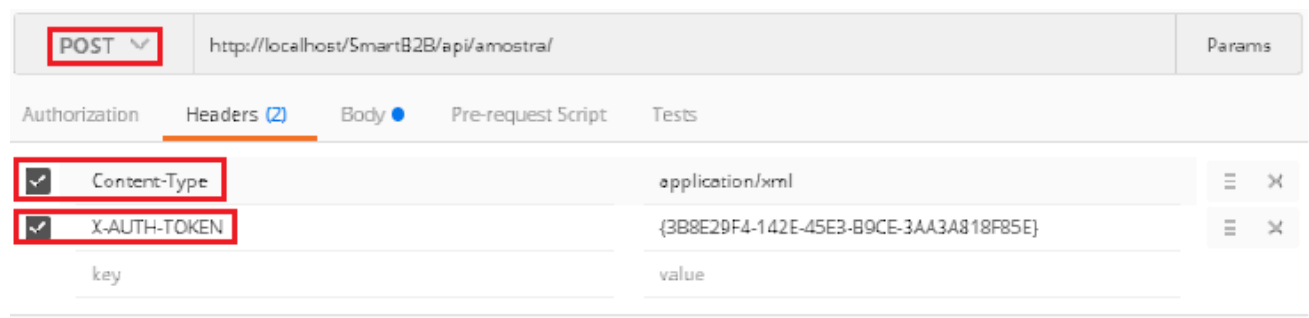 POST http://localhost/SmartB2B/api/amostra/ Params
Authorization Headers (2) Body Pre-request Script Tests
Content-Type application/xml
X-AUTH-TOKEN {3B8E29F4-142E-45E3-B9CE-3AA3A818F85E}
key value